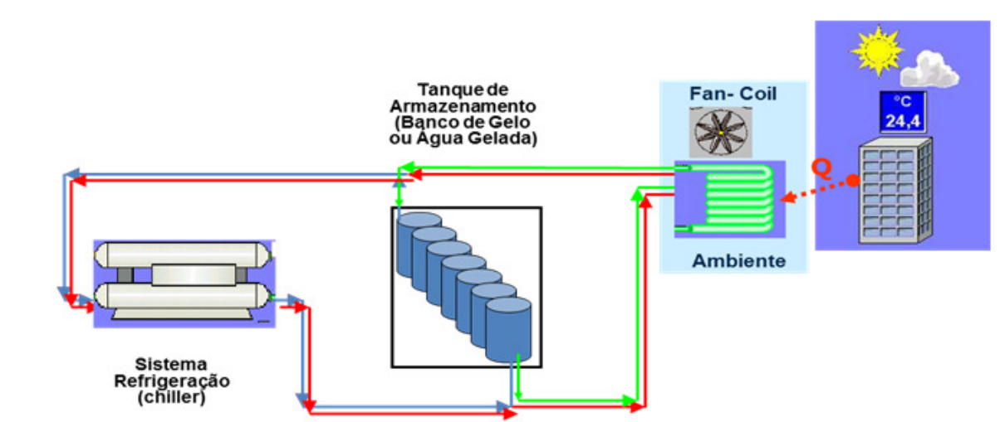 Tanque de
Armazenamento
(Banco de Gelo
ou Água Gelada)
Fan- Coil
°C
24,4
Q
Ambiente
Sistema
Refrigeração
(chiller)